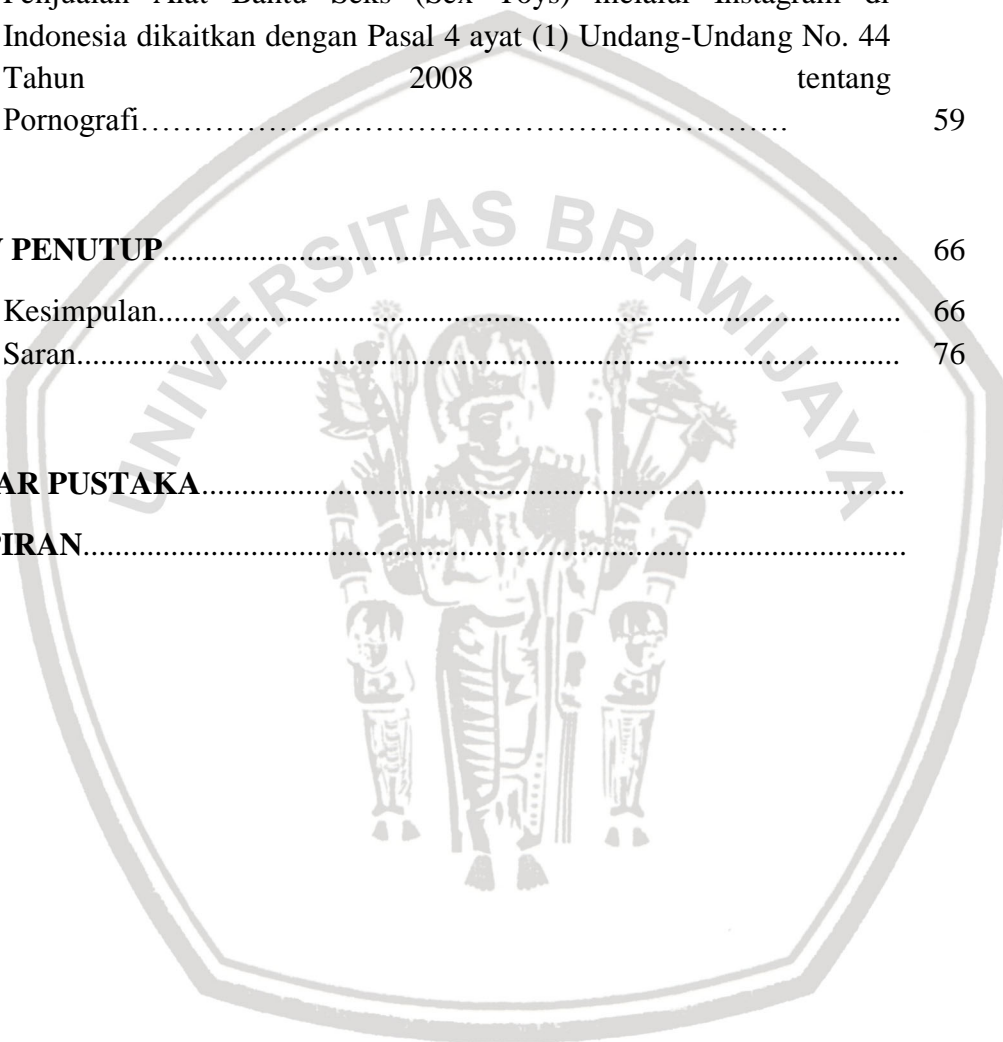 Penjualan Alat Bantu Seks (Sex Toys) melalui Instagram di
Indonesia dikaitkan dengan Pasal 4 ayat (1) Undang-Undang No. 44
Tahun 2008 tentang
Pornografi……………………………………………………. 59
PENUTUP.................................................................................. 66
Kesimpulan.................................................................................. 66
Saran........................................................................................... 76
AR PUSTAKA..............................................................................
PIRAN.........................................................................................
UNIVERSITAS BRAWIJAYA